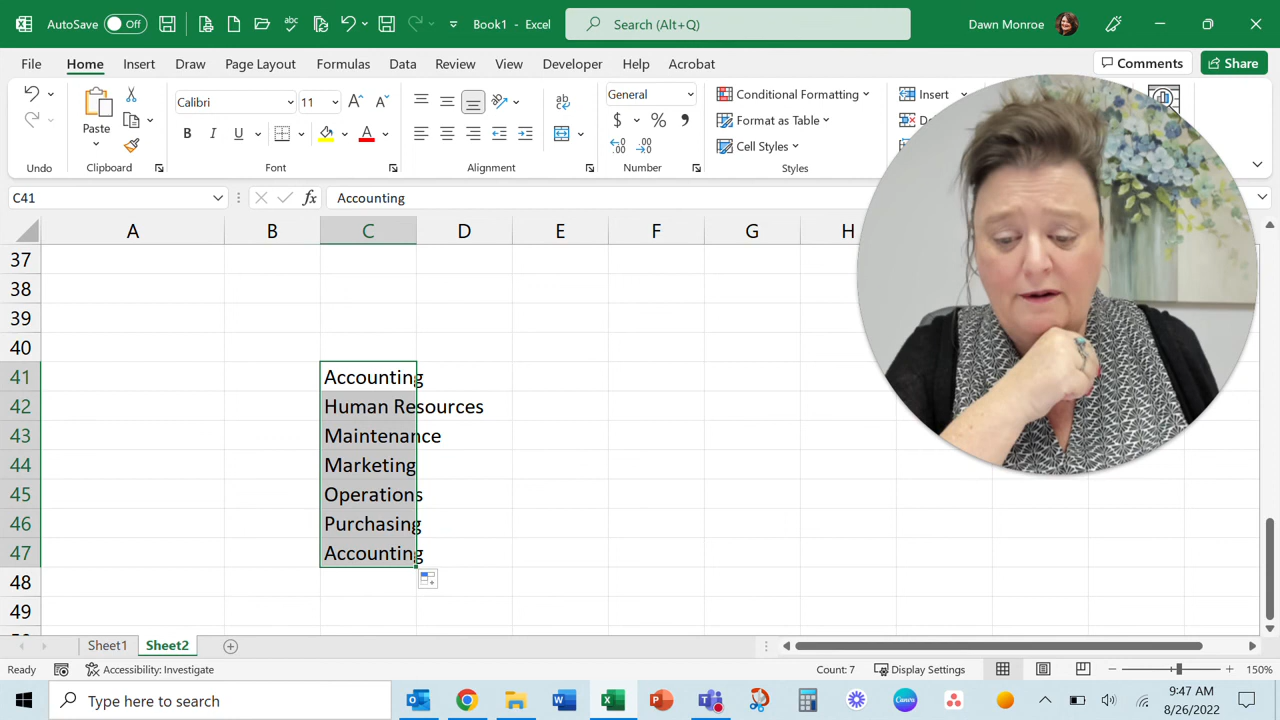 AutoSave Off Book1 - Excel Search (Alt+Q) Dawn Monroe
File Home Insert Draw Page Layout Formulas Data Review View Developer Help Acrobat Comments Share
Calibri 11 General Conditional Formatting Insert
Paste Format as Table
B I U A $ % , Cell Styles
Undo Clipboard Font Alignment Number Styles
C41 fx Accounting
A B C D E F G H
37
38
39
40
41 Accounting
42 Human Resources
43 Maintenance
44 Marketing
45 Operations
46 Purchasing
47 Accounting
48
49
Sheet1 Sheet2
Ready Accessibility: Investigate Count: 7 Display Settings 150%
Type here to search 9:47 AM
8/26/2022